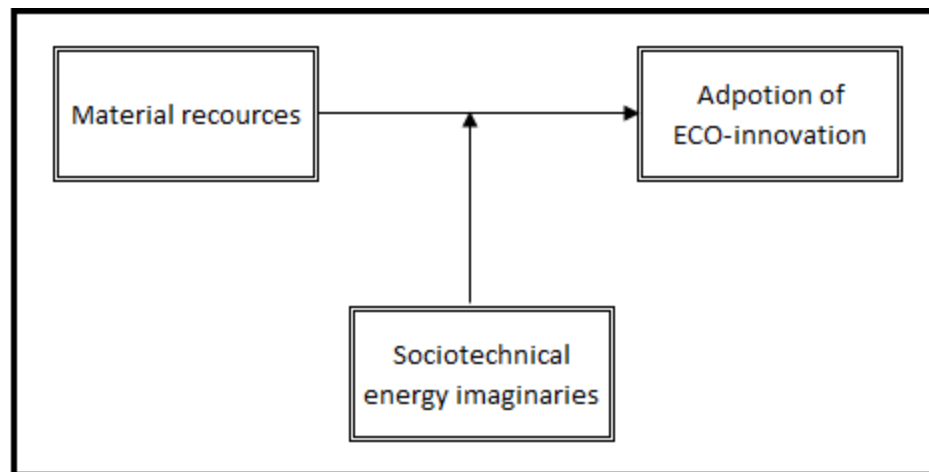 Material recources
Adpotion of
ECO-innovation
Sociotechnical
energy imaginaries